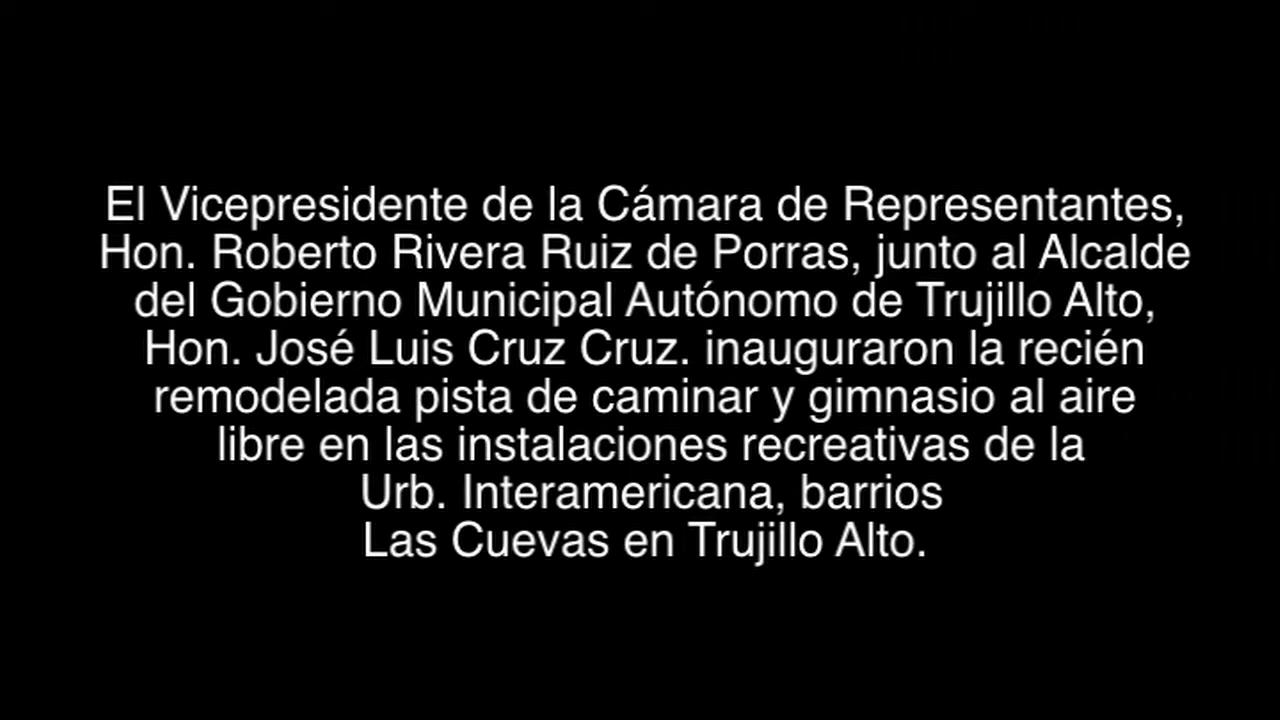 El Vicepresidente de la Cámara de Representantes,
Hon. Roberto Rivera Ruiz de Porras, junto al Alcalde
del Gobierno Municipal Autónomo de Trujillo Alto,
Hon. José Luis Cruz Cruz. inauguraron la recién
remodelada pista de caminar y gimnasio al aire
libre en las instalaciones recreativas de la
Urb. Interamericana, barrios
Las Cuevas en Trujillo Alto.